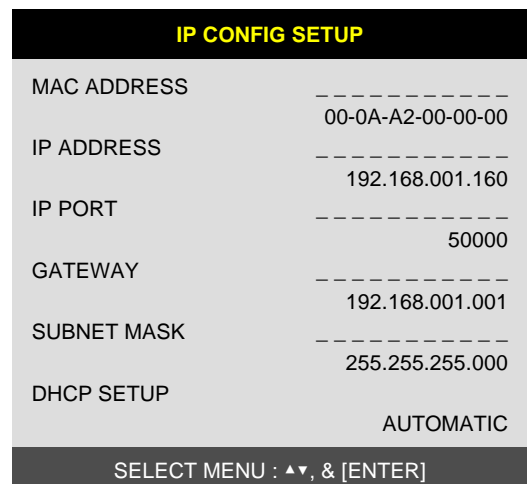 IP CONFIG SETUP
MAC ADDRESS _ _ _ _ _ _ _ _ _ _ _
00-0A-A2-00-00-00
IP ADDRESS _ _ _ _ _ _ _ _ _ _ _
192.168.001.160
IP PORT _ _ _ _ _ _ _ _ _ _ _
50000
GATEWAY _ _ _ _ _ _ _ _ _ _ _
192.168.001.001
SUBNET MASK _ _ _ _ _ _ _ _ _ _ _
255.255.255.000
DHCP SETUP
AUTOMATIC
SELECT MENU : ▲▼, & [ENTER]